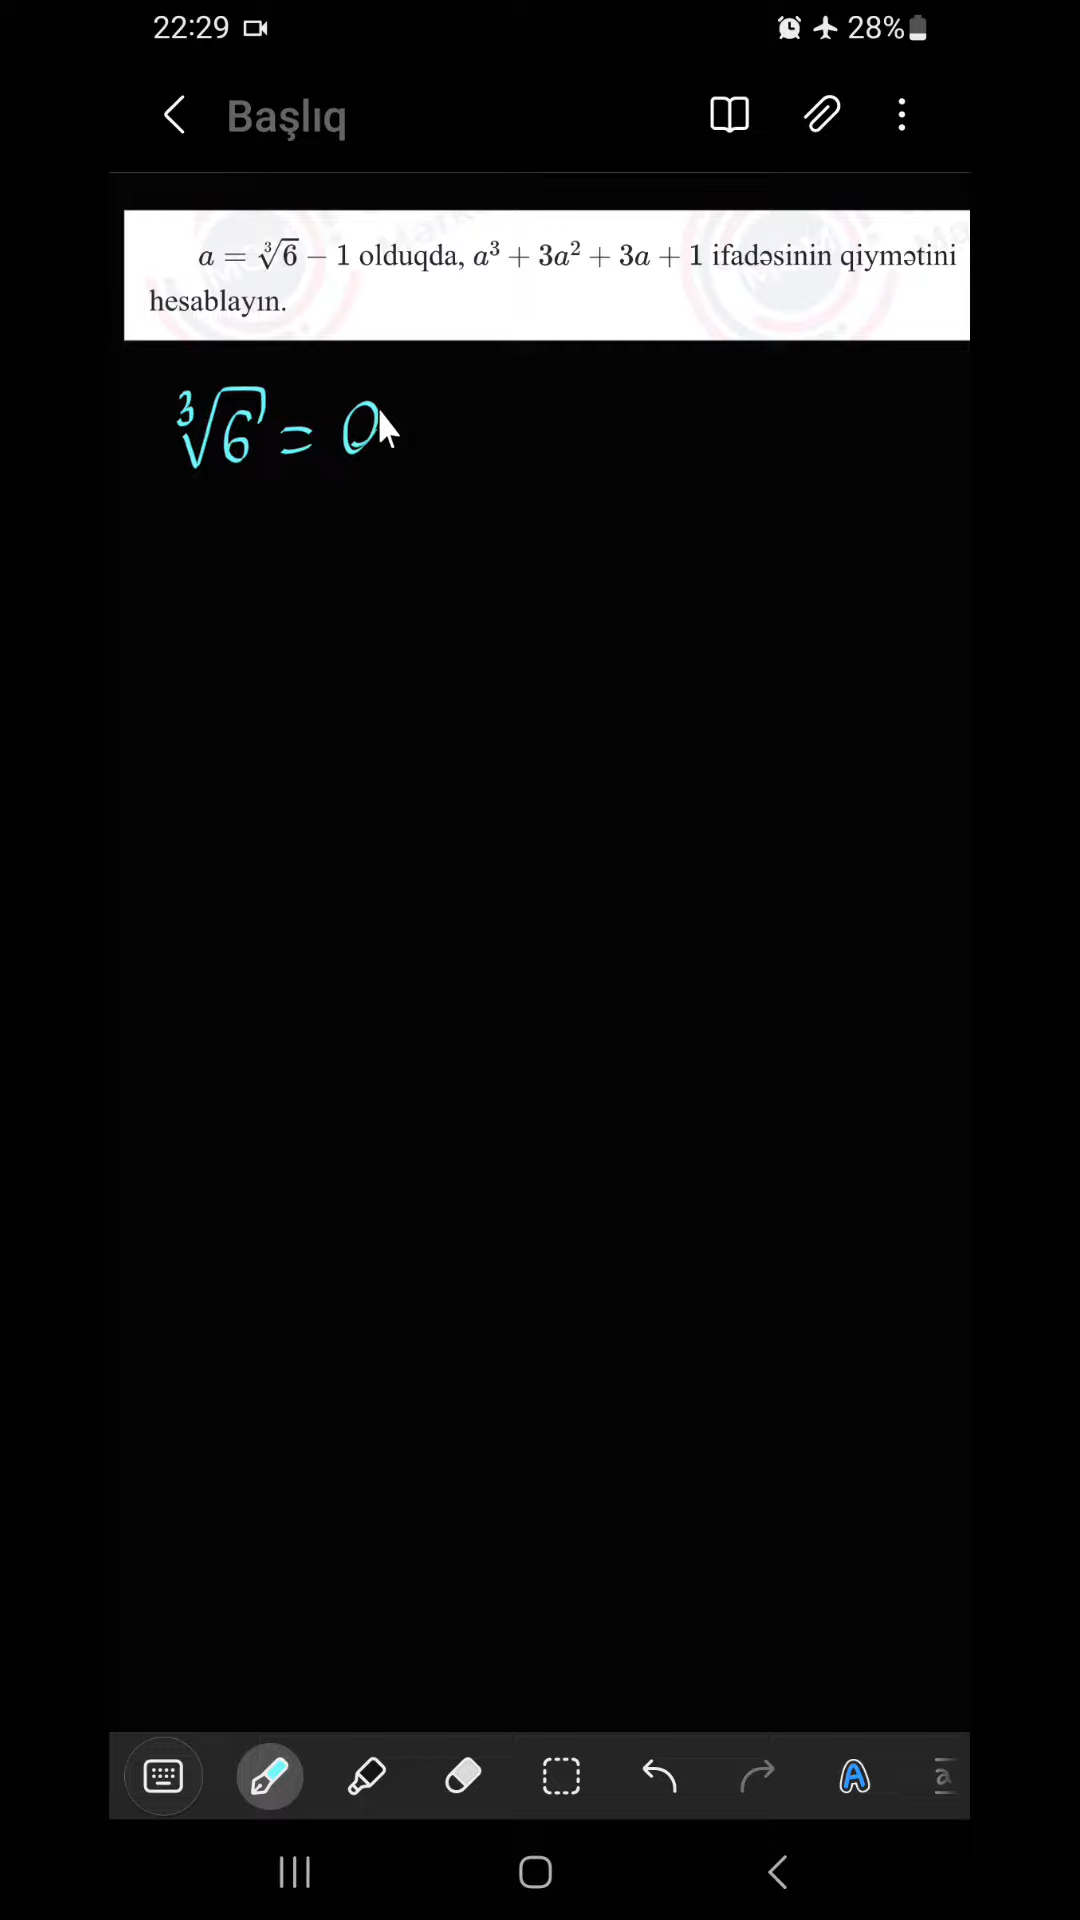 22:29 28%
Başlıq
a = ∛6 − 1 olduqda, a³ + 3a² + 3a + 1 ifadəsinin qiymətini
hesablayın.
∛6 = a
A a